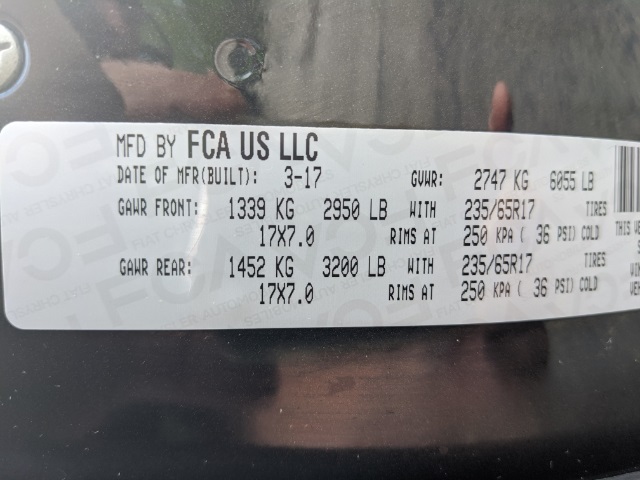 MFD BY FCA US LLC
DATE OF MFR(BUILT): 3-17 GVWR: 2747 KG 6055 LB
GAWR FRONT: 1339 KG 2950 LB WITH 235/65R17 TIRES
17X7.0 RIMS AT 250 KPA ( 36 PSI) COLD
GAWR REAR: 1452 KG 3200 LB WITH 235/65R17 TIRES
17X7.0 RIMS AT 250 KPA ( 36 PSI) COLD
THIS